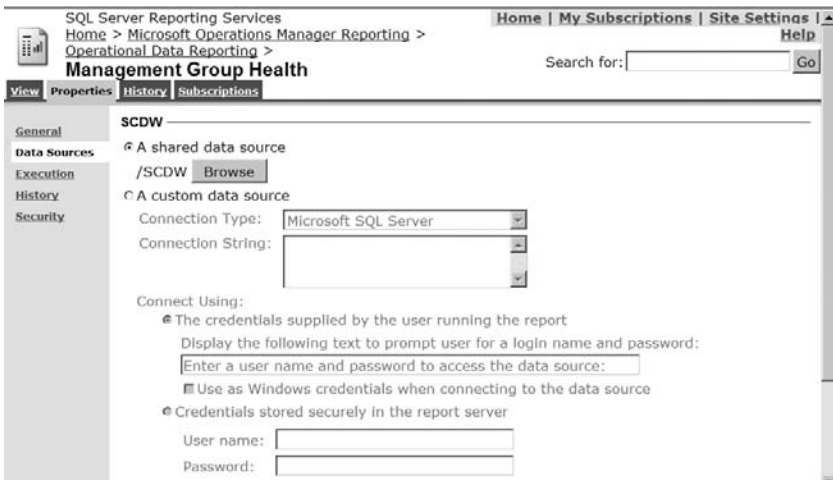 SQL Server Reporting Services
Home | My Subscriptions | Site Settings |
Home > Microsoft Operations Manager Reporting >
Help
Operational Data Reporting >
Management Group Health
Search for:
Go
View Properties History Subscriptions
General
Data Sources
Execution
History
Security
SCDW
A shared data source
/SCDW Browse
A custom data source
Connection Type: Microsoft SQL Server
Connection String:
Connect Using:
The credentials supplied by the user running the report
Display the following text to prompt user for a login name and password:
Enter a user name and password to access the data source:
Use as Windows credentials when connecting to the data source
Credentials stored securely in the report server
User name:
Password: